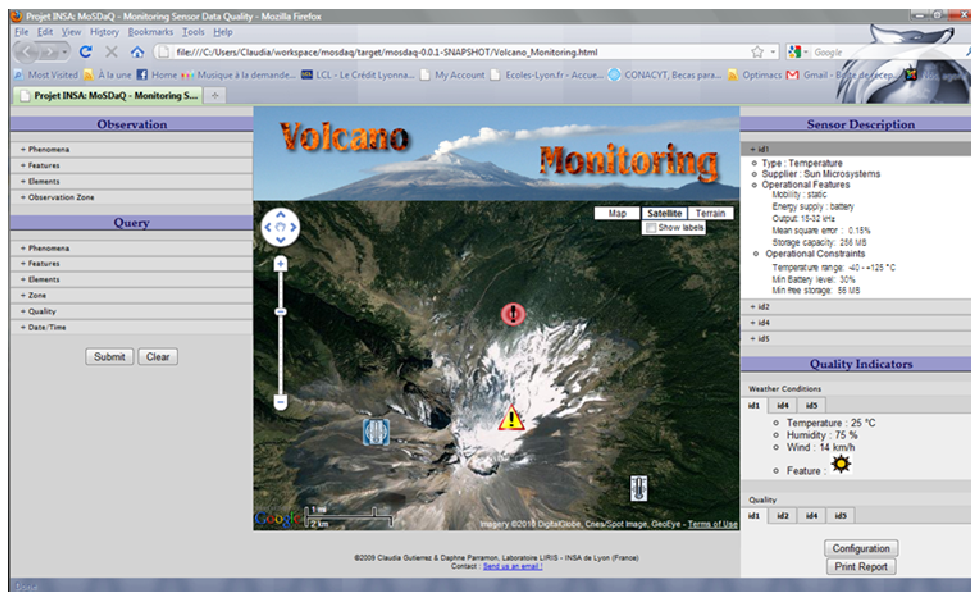 Projet INSA: MoSDaQ - Monitoring Sensor Data Quality - Mozilla Firefox
File Edit View History Bookmarks Tools Help
file:///C:/Users/Claudia/workspace/mosdaq/target/mosdaq-0.0.1-SNAPSHOT/Volcano_Monitoring.html
Google
Most Visited À la une Home Musique à la demande... LCL - Le Crédit Lyonna... My Account Ecoles-Lyon.fr - Accue... CONACYT, Becas para... Optimacs Gmail - Boîte de récep...
Projet INSA: MoSDaQ - Monitoring S...
Observation
+ Phenomena
+ Features
+ Elements
+ Observation Zone
Query
+ Phenomena
+ Features
+ Elements
+ Zone
+ Quality
+ Date/Time
Submit Clear
Volcano
Monitoring
Map Satellite Terrain
Show labels
Google
1 mi
2 km
Imagery ©2010 DigitalGlobe, Cnes/Spot Image, GeoEye - Terms of Use
©2009 Claudia Gutierrez & Daphne Parramon, Laboratoire LIRIS - INSA de Lyon (France)
Contact : Send us an email !
Sensor Description
+ id1
Type : Temperature
Supplier : Sun Microsystems
Operational Features
Mobility : static
Energy supply : battery
Output: 16-32 kHz
Mean square error : 0.15%
Storage capacity: 256 MB
Operational Constraints
Temperature range: -40 - +125 °C
Min Battery level: 30%
Min free storage: 56 MB
+ id2
+ id4
+ id5
Quality Indicators
Weather Conditions
id1 id4 id5
Temperature : 25 °C
Humidity : 75 %
Wind : 14 km/h
Feature :
Quality
id1 id2 id4 id5
Configuration
Print Report
Done